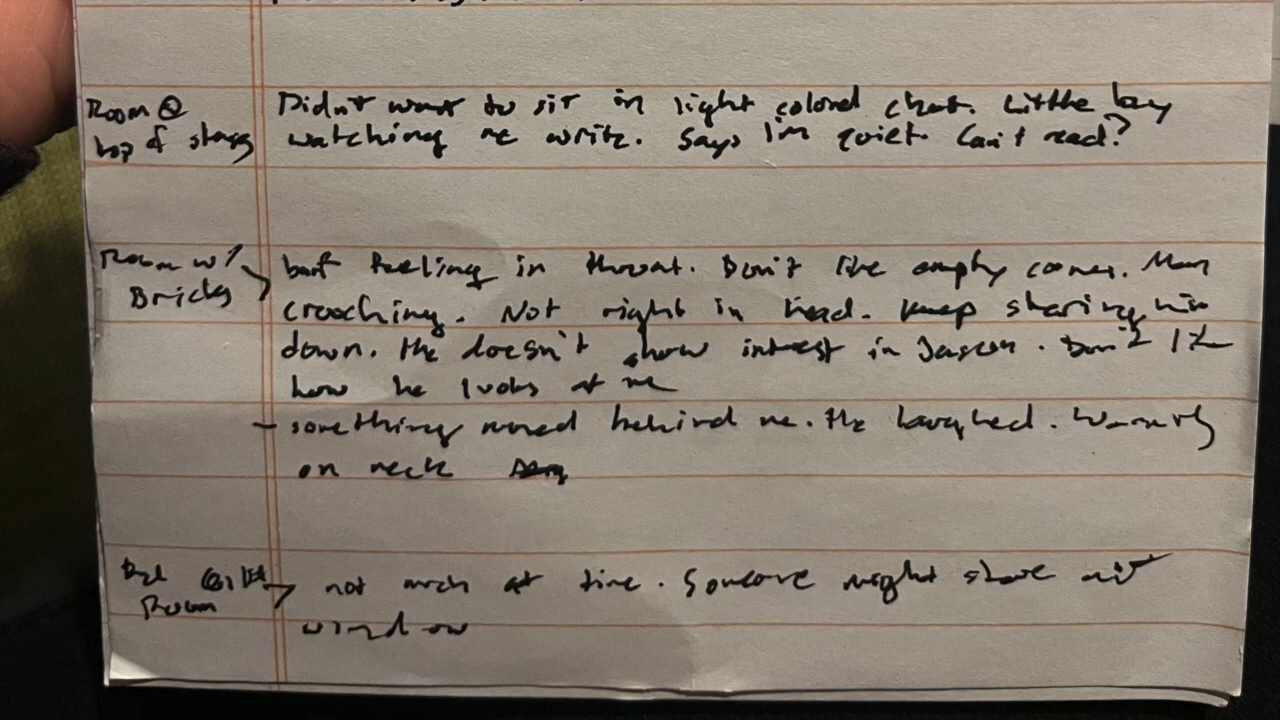 Room @
top of stairs
Didn't want to sit in light colored chair. Little boy
watching me write. Says I'm quiet. Can't read?
Room w/
Bricks
feeling in throat. Don't like empty corner. Man
crooching. Not right in head. Keep staring him
down. He doesn't show interest in Jason. Don't like
how he looks at me
- something moved behind me. He laughed. Warmth
on neck
Room
not much at time. Someone might stare out
window